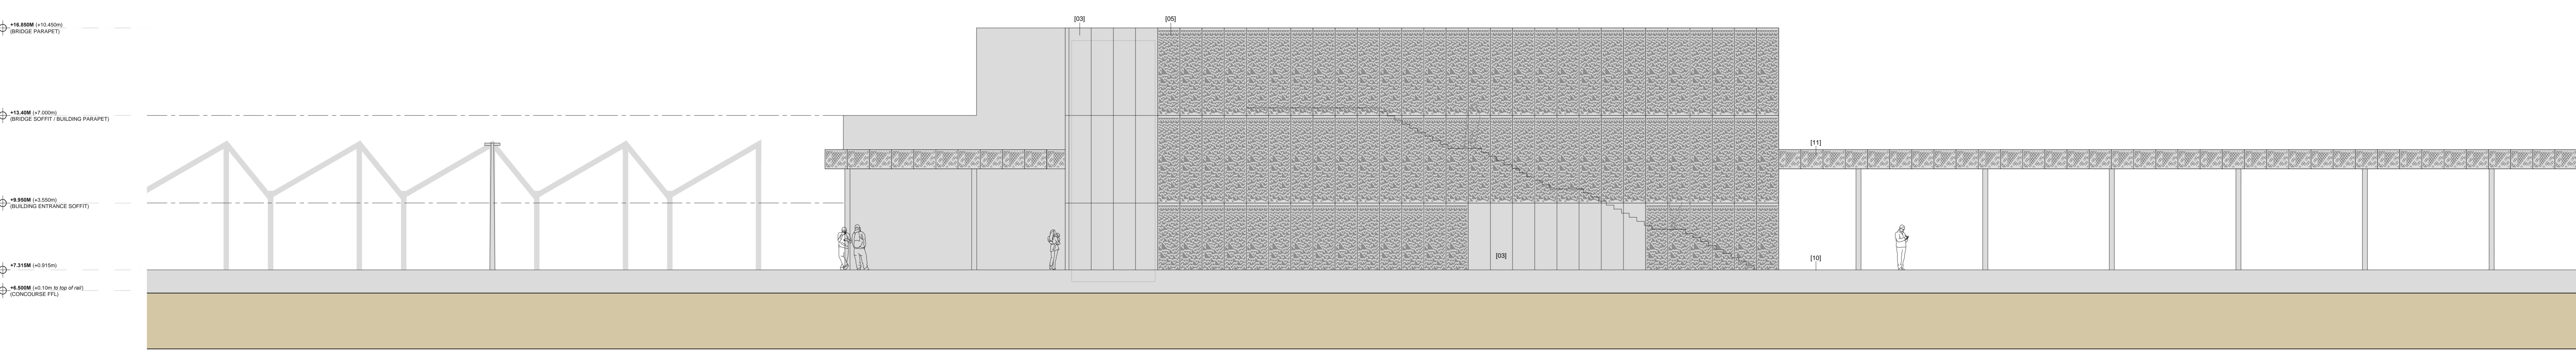 [03]
[05]
+16.850M (+10.450m)
(BRIDGE PARAPET)
+13.40M (+7.000m)
(BRIDGE SOFFIT / BUILDING PARAPET)
[11]
+9.950M (+3.550m)
(BUILDING ENTRANCE SOFFIT)
[03]
[10]
+7.315M (+0.915m)
+6.500M (+0.10m to top of rail)
(CONCOURSE FFL)